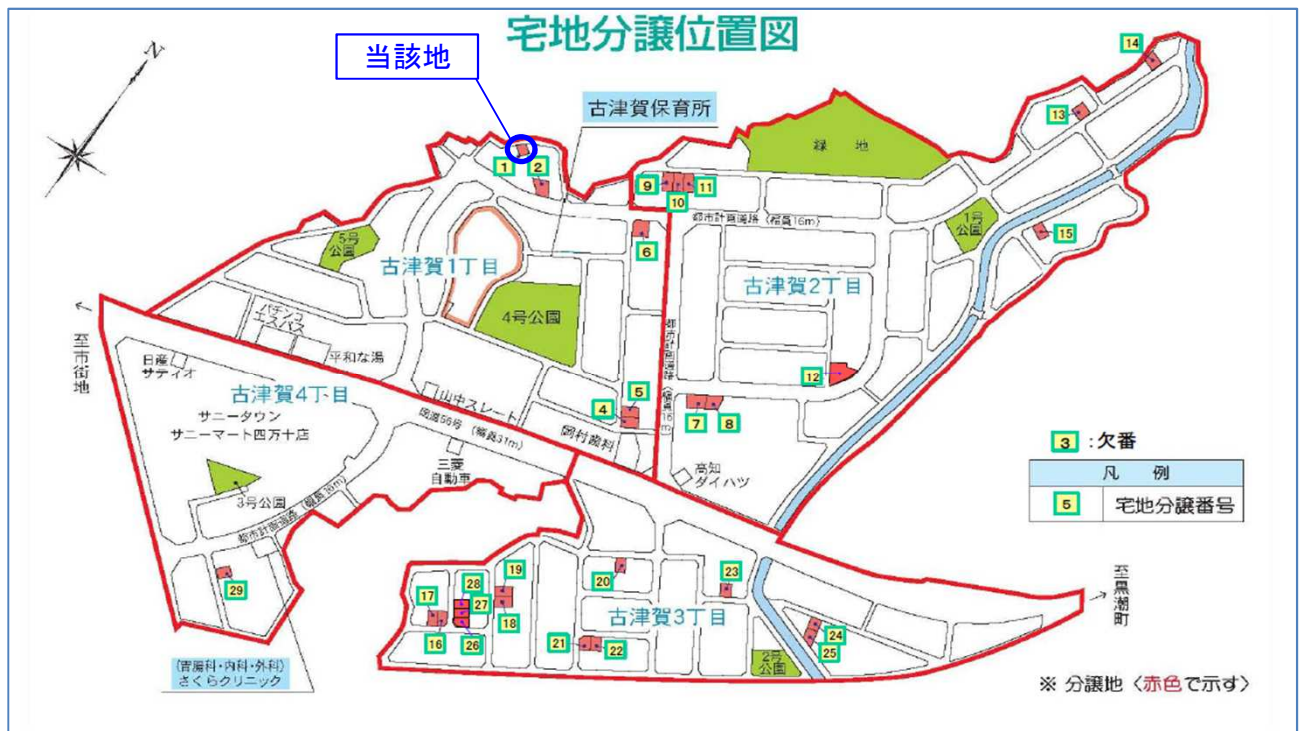 宅地分譲位置図
当該地
N
古津賀保育所
14
13
緑地
1
2
9
10
11
都市計画道路(幅員16m)
1号
公園
15
6
5号
公園
古津賀1丁目
古津賀2丁目
4号公園
都市計画道路(幅員16m)
至市街地
パチンコ
エスパス
平和な湯
日産
サティオ
古津賀4丁目
サニータウン
サニーマート四万十店
山中スレート
国道56号(幅員31m)
岡村歯科
12
5
4
7
8
3
:欠番
凡例
5
宅地分譲番号
三菱
自動車
高知
ダイハツ
3号公園
都市計画道路(幅員16m)
29
17
16
28
27
26
19
18
20
23
古津賀3丁目
21
22
24
25
2号
公園
至黒潮町
(胃腸科・内科・外科)
さくらクリニック
※ 分譲地〈赤色で示す〉